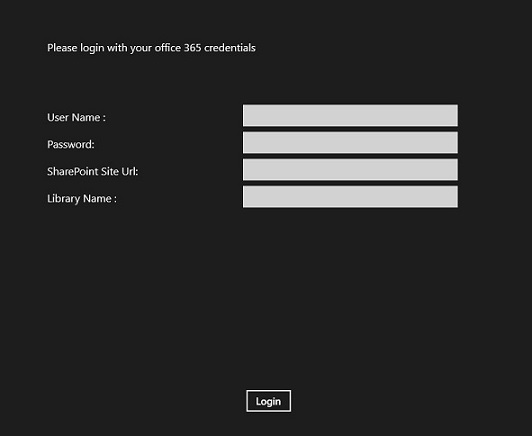 Please login with your office 365 credentials
User Name :
Password:
SharePoint Site Url:
Library Name :
Login